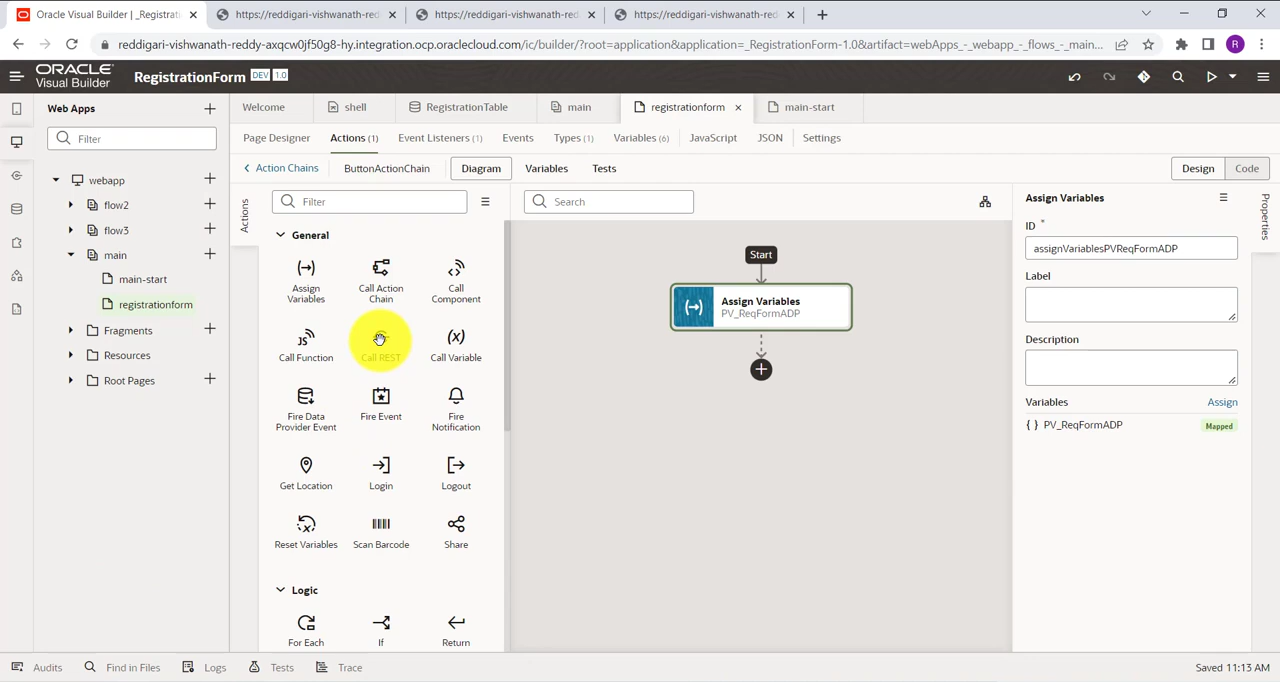 Oracle Visual Builder | _Registrati
https://reddigari-vishwanath-red
https://reddigari-vishwanath-red
https://reddigari-vishwanath-red
reddigari-vishwanath-reddy-axqcw0jf50g8-hy.integration.ocp.oraclecloud.com/ic/builder/?root=application&application=_RegistrationForm-1.0&artifact=webApps_-_webapp_-_flows_-_main...
R
ORACLE
Visual Builder
RegistrationForm DEV 1.0
Web Apps
Welcome
shell
RegistrationTable
main
registrationform
main-start
Filter
Page Designer
Actions (1)
Event Listeners (1)
Events
Types (1)
Variables (6)
JavaScript
JSON
Settings
Action Chains
ButtonActionChain
Diagram
Variables
Tests
Design
Code
webapp
flow2
flow3
main
main-start
registrationform
Fragments
Resources
Root Pages
Actions
Filter
General
Assign Variables
Call Action Chain
Call Component
Call Function
Call REST
Call Variable
Fire Data Provider Event
Fire Event
Fire Notification
Get Location
Login
Logout
Reset Variables
Scan Barcode
Share
Logic
For Each
If
Return
Search
Start
Assign Variables
PV_ReqFormADP
Assign Variables
ID *
assignVariablesPVReqFormADP
Label
Description
Variables
Assign
{ } PV_ReqFormADP
Mapped
Properties
Audits
Find in Files
Logs
Tests
Trace
Saved 11:13 AM